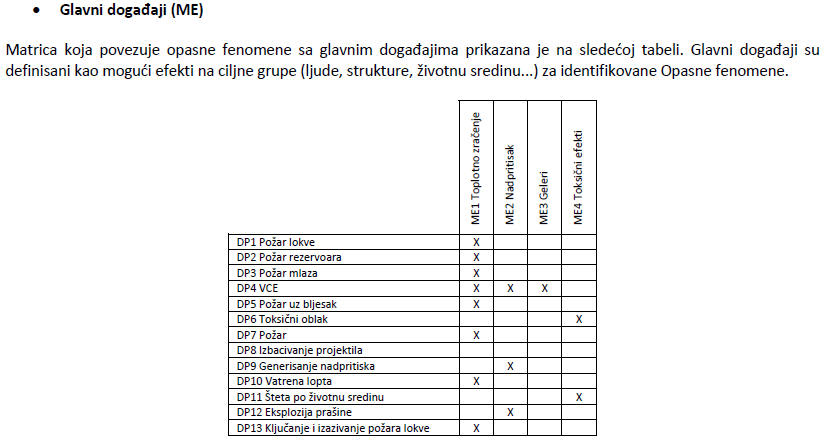 • Glavni događaji (ME)
Matrica koja povezuje opasne fenomene sa glavnim događajima prikazana je na sledećoj tabeli. Glavni događaji su
definisani kao mogući efekti na ciljne grupe (ljude, strukture, životnu sredinu...) za identifikovane Opasne fenomene.
ME1 Toplotno zračenje
ME2 Nadpritisak
ME3 Geleri
ME4 Toksični efekti
DP1 Požar lokve X
DP2 Požar rezervoara X
DP3 Požar mlaza X
DP4 VCE X X X
DP5 Požar uz bljesak X
DP6 Toksični oblak X
DP7 Požar X
DP8 Izbacivanje projektila
DP9 Generisanje nadpritiska X
DP10 Vatrena lopta X
DP11 Šteta po životnu sredinu X
DP12 Eksplozija prašine X
DP13 Ključanje i izazivanje požara lokve X